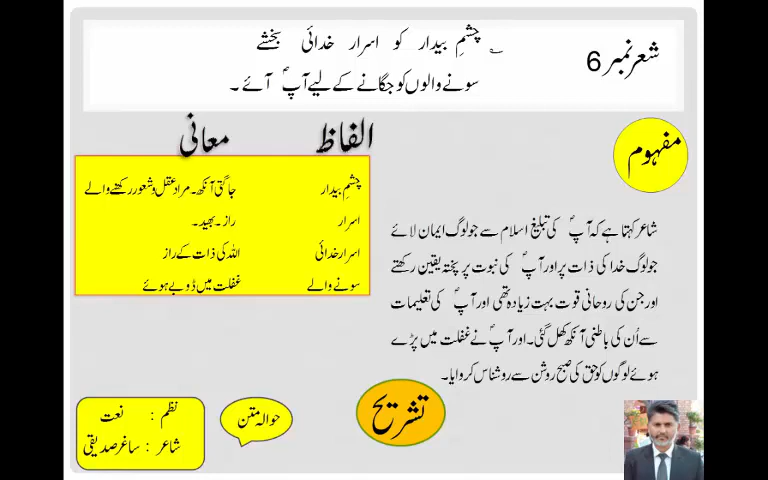 شعر نمبر 6
چشمِ بیدار کو اسرار خدائی بخشے
سونے والوں کو جگانے کے لیے آپؐ آئے ۔
الفاظ معانی
چشمِ بیدار جاگتی آنکھ۔ مراد عقل و شعور رکھنے والے
اسرار راز۔ بھید۔
اسرار خدائی اللہ کی ذات کے راز
سونے والے غفلت میں ڈوبے ہوئے
مفہوم
شاعر کہتا ہے کہ آپؐ کی تبلیغ اسلام سے جو لوگ ایمان لائے
جو لوگ خدا کی ذات پر اور آپؐ کی نبوت پر پختہ یقین رکھتے
اور جن کی روحانی قوت بہت زیادہ تھی اور آپؐ کی تعلیمات
سے اُن کی باطنی آنکھ کھل گئی۔ اور آپؐ نے غفلت میں پڑے
ہوئے لوگوں کو حق کی صبح روشن سے روشناس کروایا۔
تشریح
حوالہ متن
نظم : نعت
شاعر : ساغر صدیقی